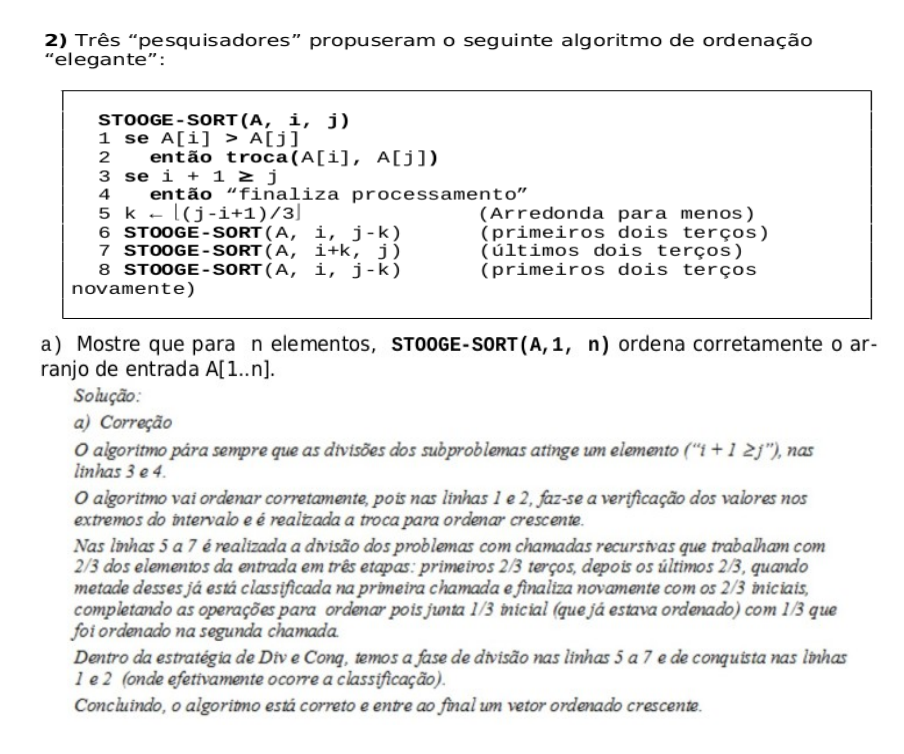 2) Três “pesquisadores” propuseram o seguinte algoritmo de ordenação
“elegante”:
STOOGE-SORT(A, i, j)
1 se A[i] > A[j]
2 então troca(A[i], A[j])
3 se i + 1 ≥ j
4 então “finaliza processamento”
5 k ← ⌊(j-i+1)/3⌋ (Arredonda para menos)
6 STOOGE-SORT(A, i, j-k) (primeiros dois terços)
7 STOOGE-SORT(A, i+k, j) (últimos dois terços)
8 STOOGE-SORT(A, i, j-k) (primeiros dois terços
novamente)
a) Mostre que para n elementos, STOOGE-SORT(A,1, n) ordena corretamente o ar-
ranjo de entrada A[1..n].
Solução:
a) Correção
O algoritmo pára sempre que as divisões dos subproblemas atinge um elemento (“i + 1 ≥j”), nas
linhas 3 e 4.
O algoritmo vai ordenar corretamente, pois nas linhas 1 e 2, faz-se a verificação dos valores nos
extremos do intervalo e é realizada a troca para ordenar crescente.
Nas linhas 5 a 7 é realizada a divisão dos problemas com chamadas recursivas que trabalham com
2/3 dos elementos da entrada em três etapas: primeiros 2/3 terços, depois os últimos 2/3, quando
metade desses já está classificada na primeira chamada e finaliza novamente com os 2/3 iniciais,
completando as operações para ordenar pois junta 1/3 inicial (que já estava ordenado) com 1/3 que
foi ordenado na segunda chamada.
Dentro da estratégia de Div e Conq, temos a fase de divisão nas linhas 5 a 7 e de conquista nas linhas
1 e 2 (onde efetivamente ocorre a classificação).
Concluindo, o algoritmo está correto e entre ao final um vetor ordenado crescente.